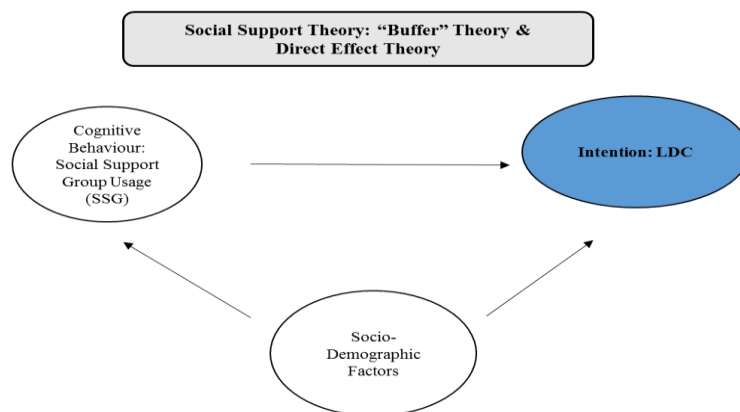 Social Support Theory: “Buffer” Theory &
Direct Effect Theory
Cognitive
Behaviour:
Social Support
Group Usage
(SSG)
Intention: LDC
Socio-
Demographic
Factors